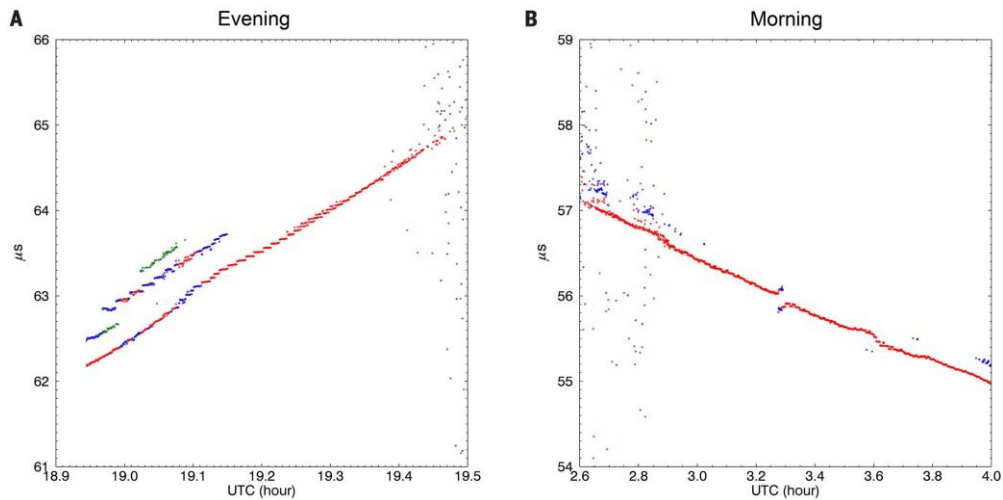 A Evening
66
65
64
63
62
61
μs
18.9 19.0 19.1 19.2 19.3 19.4 19.5
UTC (hour)
B Morning
59
58
57
56
55
54
μs
2.6 2.8 3.0 3.2 3.4 3.6 3.8 4.0
UTC (hour)